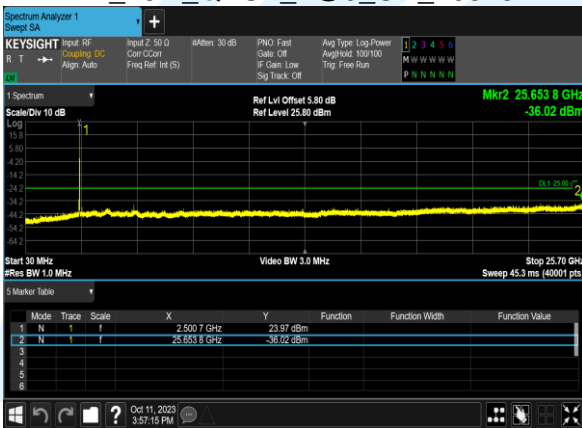 Spectrum Analyzer 1
Swept SA
+
KEYSIGHT Input: RF Input Z: 50 Ω #Atten: 30 dB PNO: Fast Avg Type: Log-Power 1 2 3 4 5 6
R T Coupling: DC Corr CCorr Gate: Off Avg|Hold: 100/100 M W W W W W
Align: Auto Freq Ref: Int (S) IF Gain: Low Trig: Free Run
LW Sig Track: Off P N N N N N
1 Spectrum Ref Lvl Offset 5.80 dB Mkr2 25.653 8 GHz
Scale/Div 10 dB Ref Level 25.80 dBm -36.02 dBm
Log
15.8
5.80
-4.20
-14.2
-24.2
-34.2
-44.2
-54.2
-64.2
1
DL1 -25.00
2
Start 30 MHz Video BW 3.0 MHz Stop 25.70 GHz
#Res BW 1.0 MHz Sweep 45.3 ms (40001 pts
5 Marker Table
Mode Trace Scale X Y Function Function Width Function Value
1 N 1 f 2.500 7 GHz 23.97 dBm
2 N 1 f 25.653 8 GHz -36.02 dBm
3
4
5
6
? Oct 11, 2023
3:57:15 PM